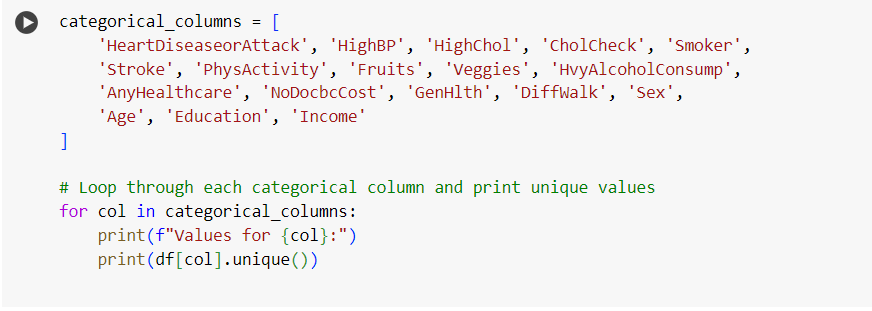 categorical_columns = [
    'HeartDiseaseorAttack', 'HighBP', 'HighChol', 'CholCheck', 'Smoker',
    'Stroke', 'PhysActivity', 'Fruits', 'Veggies', 'HvyAlcoholConsump',
    'AnyHealthcare', 'NoDocbcCost', 'GenHlth', 'DiffWalk', 'Sex',
    'Age', 'Education', 'Income'
]
# Loop through each categorical column and print unique values
for col in categorical_columns:
    print(f"Values for {col}:")
    print(df[col].unique())